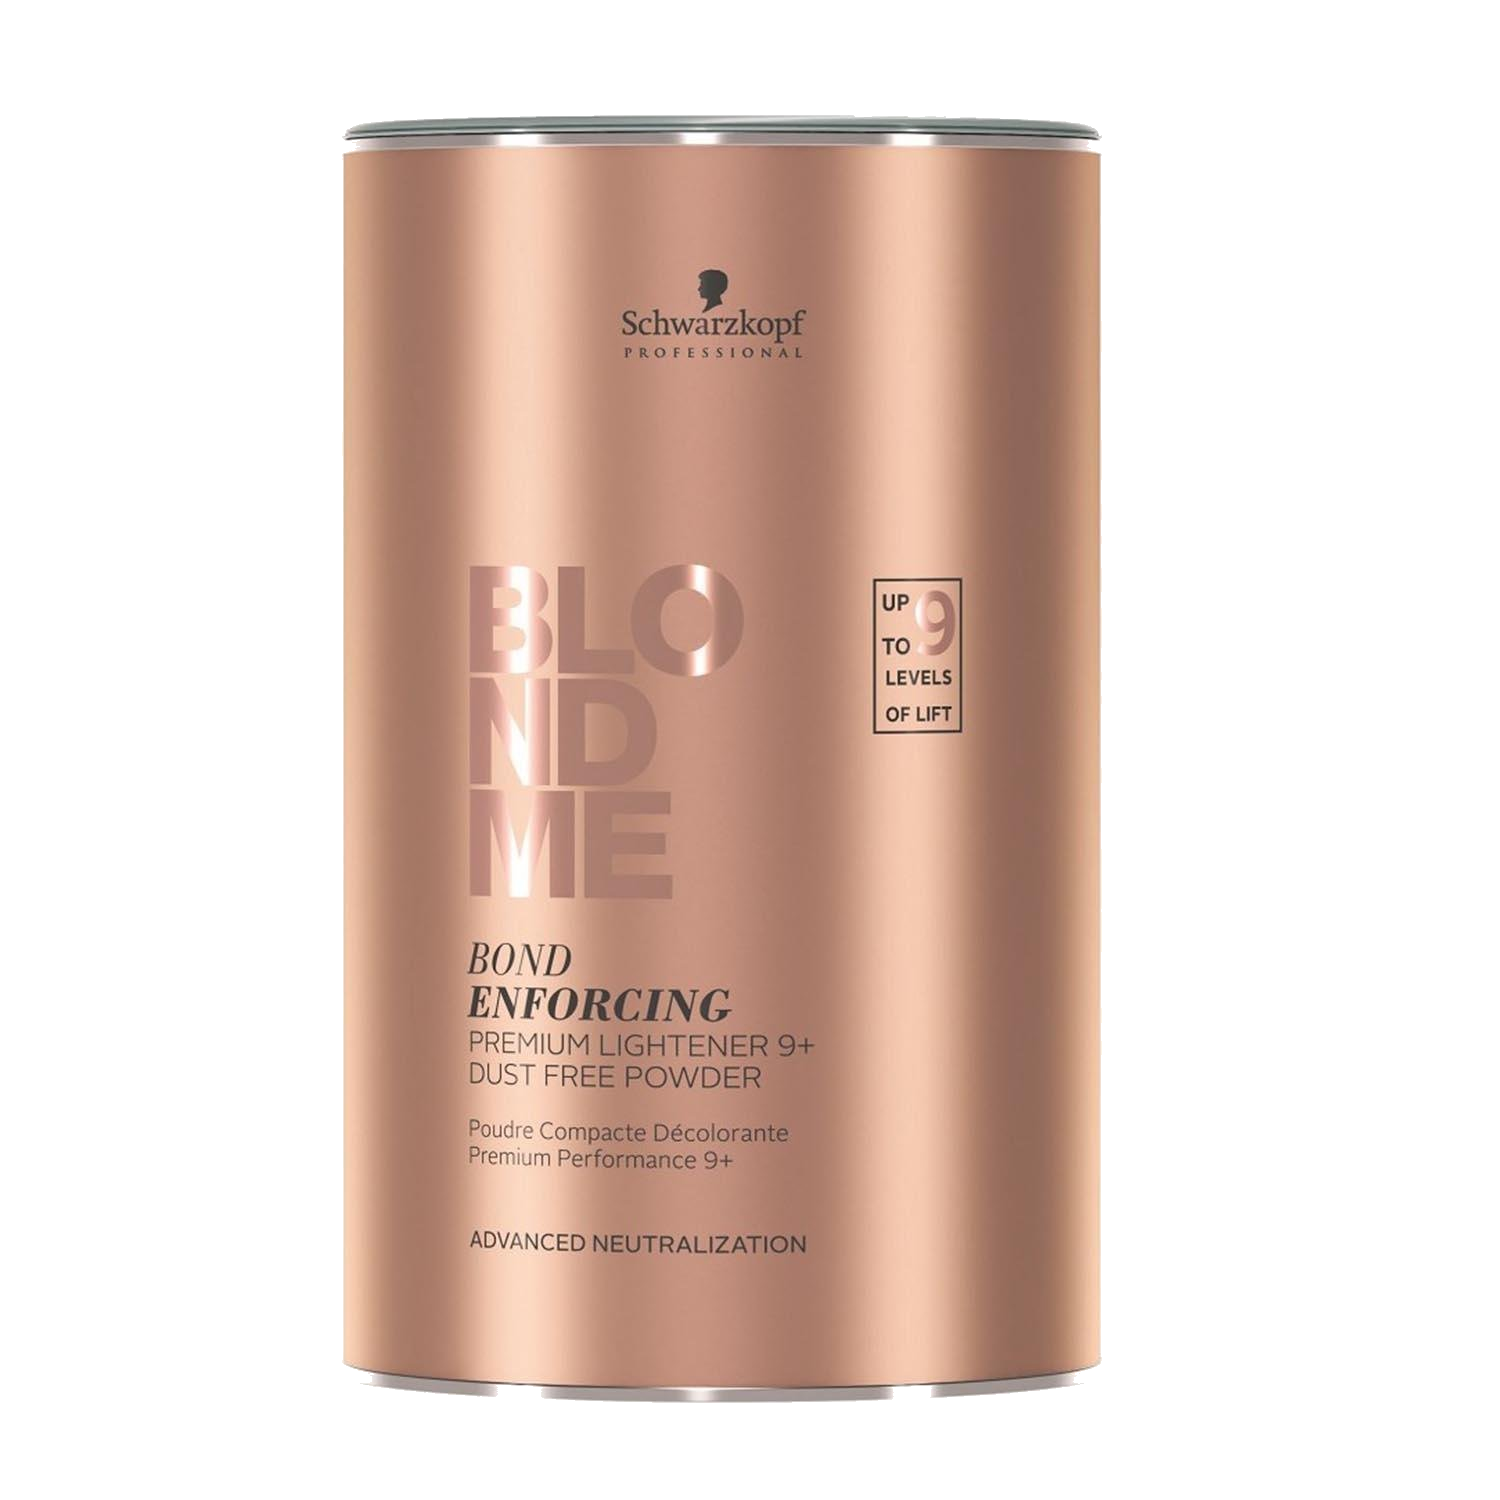 Schwarzkopf
PROFESSIONAL
BLO
ND
ME
UP 9
TO
LEVELS
OF LIFT
BOND
ENFORCING
PREMIUM LIGHTENER 9+
DUST FREE POWDER
Poudre Compacte Décolorante
Premium Performance 9+
ADVANCED NEUTRALIZATION